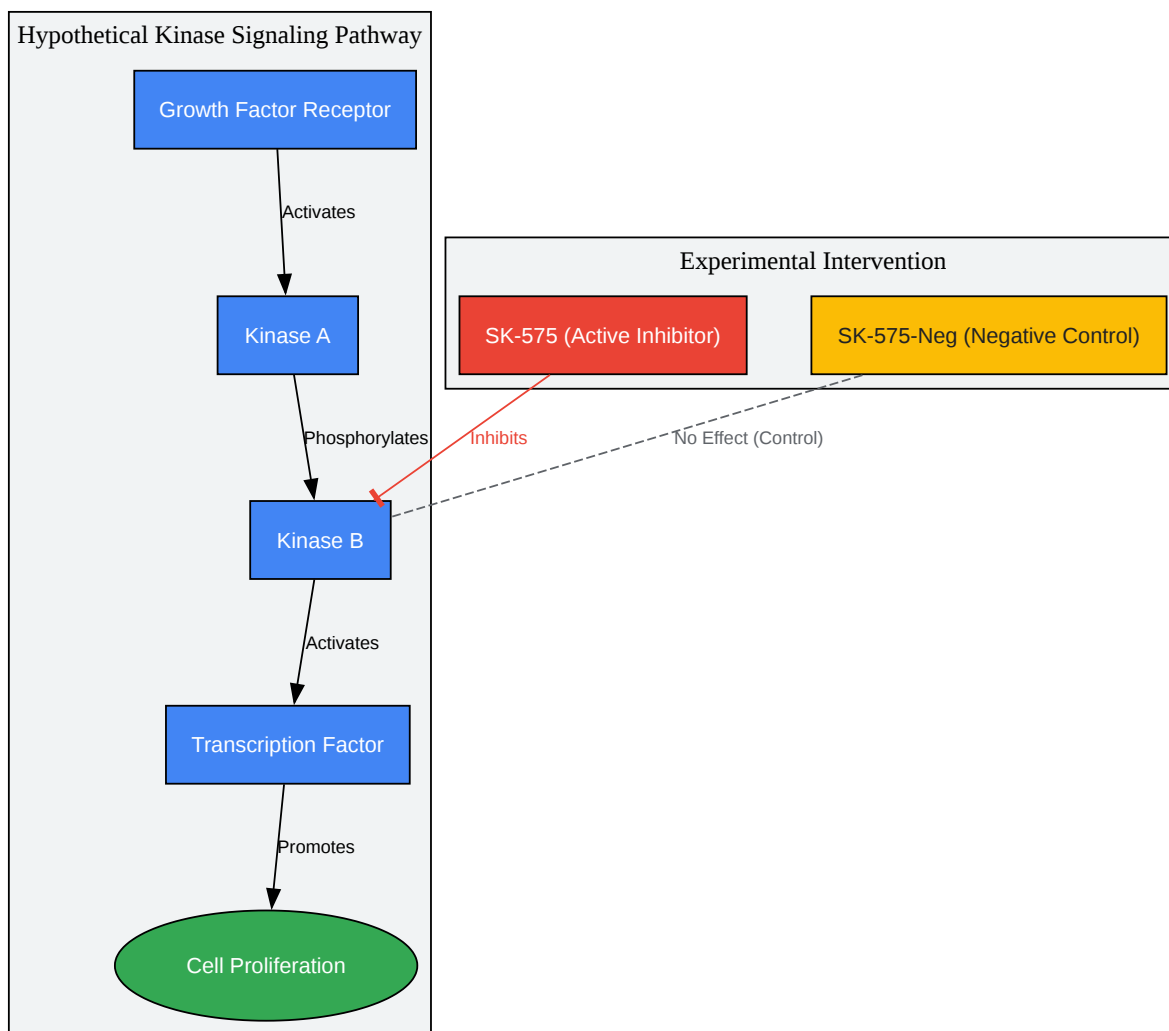 Hypothetical Kinase Signaling Pathway
Growth Factor Receptor
Activates
Experimental Intervention
Kinase A
SK-575 (Active Inhibitor)
SK-575-Neg (Negative Control)
Phosphorylates
Inhibits
No Effect (Control)
Kinase B
Activates
Transcription Factor
Promotes
Cell Proliferation